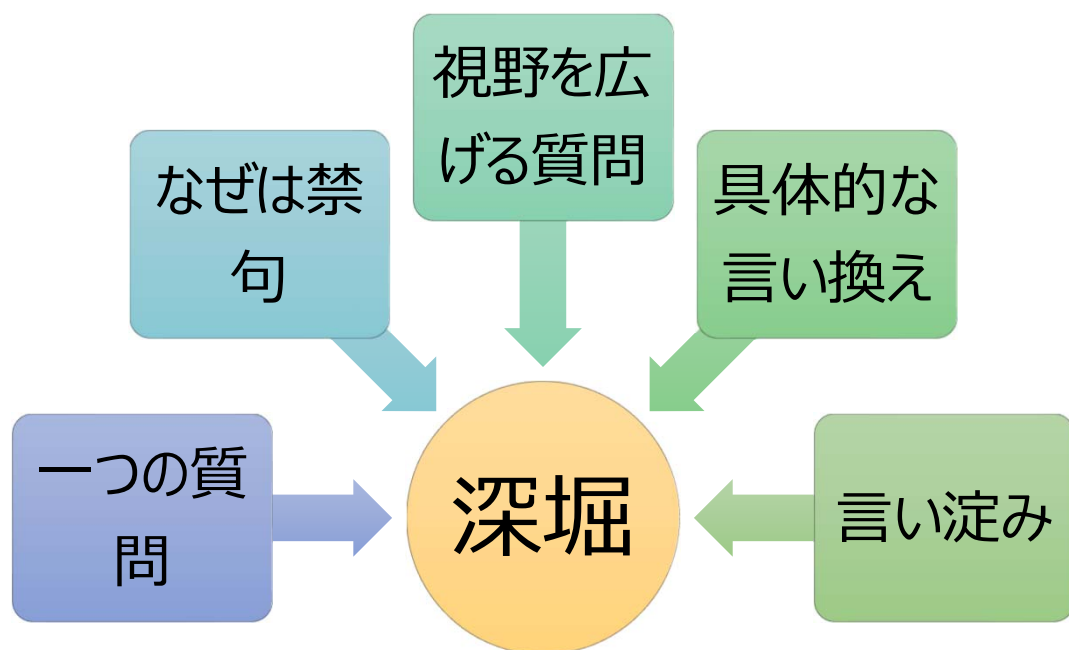 視野を広
げる質問
なぜは禁
句
具体的な
言い換え
一つの質
問
深堀
言い淀み